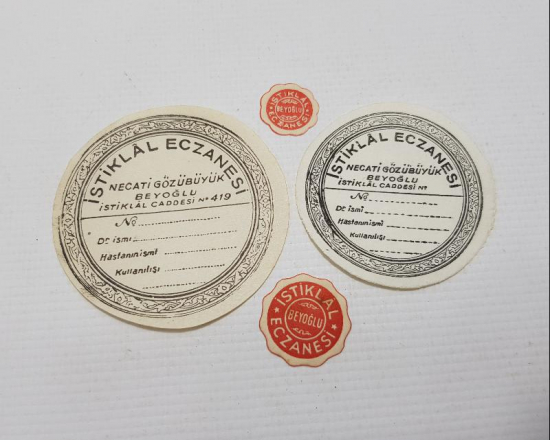 İSTİKLÂL ECZANESİ
NECATİ GÖZÜBÜYÜK
BEYOĞLU
İSTİKLÂL CADDESİ Nº 419
Nº
Dr. ismi
Hastanın ismi
Kullanılışı
İSTİKLAL
BEYOĞLU
ECZANESİ
İSTİKLÂL ECZANESİ
NECATİ GÖZÜBÜYÜK
BEYOĞLU
İSTİKLÂL CADDESİ Nº
Nº
Dr. ismi
Hastanın ismi
Kullanılışı
İSTİKLAL
BEYOĞLU
ECZANESİ